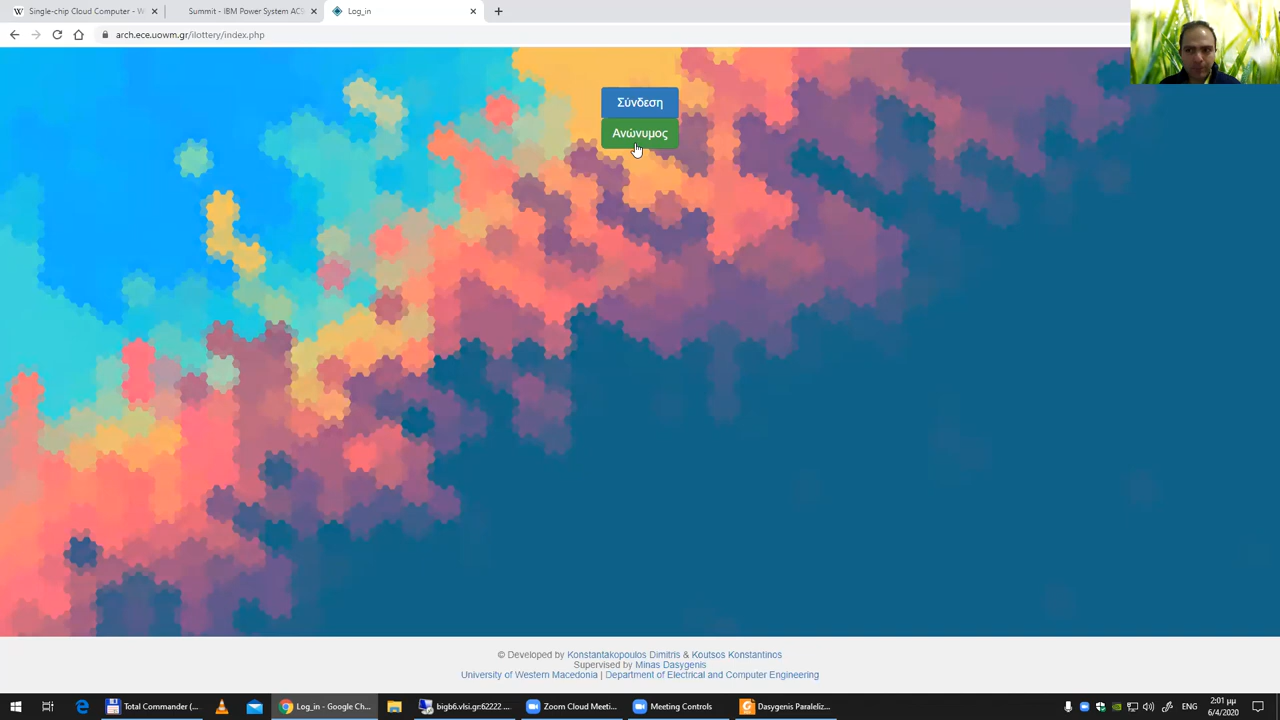 Single-chip Cloud Computer - W
Summit - IBM Power System AC9
Log_in
arch.ece.uowm.gr/ilottery/index.php
Σύνδεση
Ανώνυμος
© Developed by Konstantakopoulos Dimitris & Koutsos Konstantinos
Supervised by Minas Dasygenis
University of Western Macedonia | Department of Electrical and Computer Engineering
Total Commander (...
Log_in - Google Ch...
bigb6.vlsi.gr:62222 ...
Zoom Cloud Meeti...
Meeting Controls
Dasygenis Paraleliz...
ENG
2:01 μμ
6/4/2020